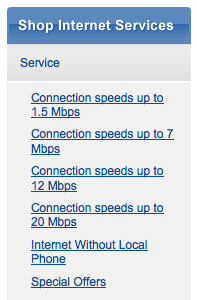 Shop Internet Services
Service
Connection speeds up to
1.5 Mbps
Connection speeds up to 7
Mbps
Connection speeds up to
12 Mbps
Connection speeds up to
20 Mbps
Internet Without Local
Phone
Special Offers